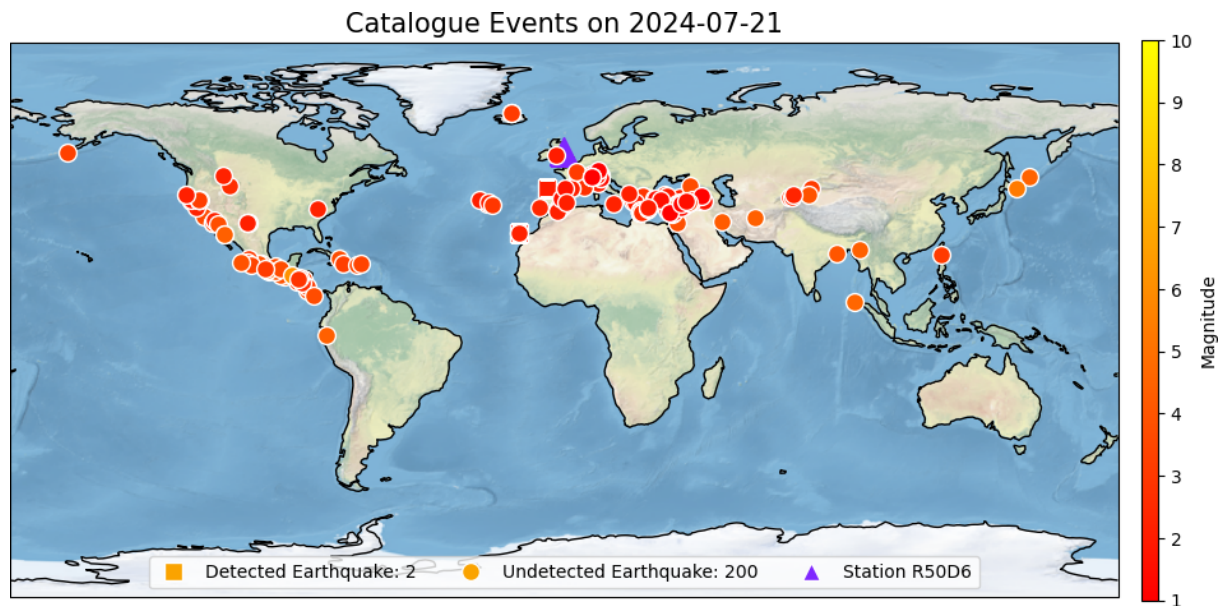 Catalogue Events on 2024-07-21
10
9
8
7
6
5
4
3
2
1
Magnitude
Detected Earthquake: 2
Undetected Earthquake: 200
Station R50D6